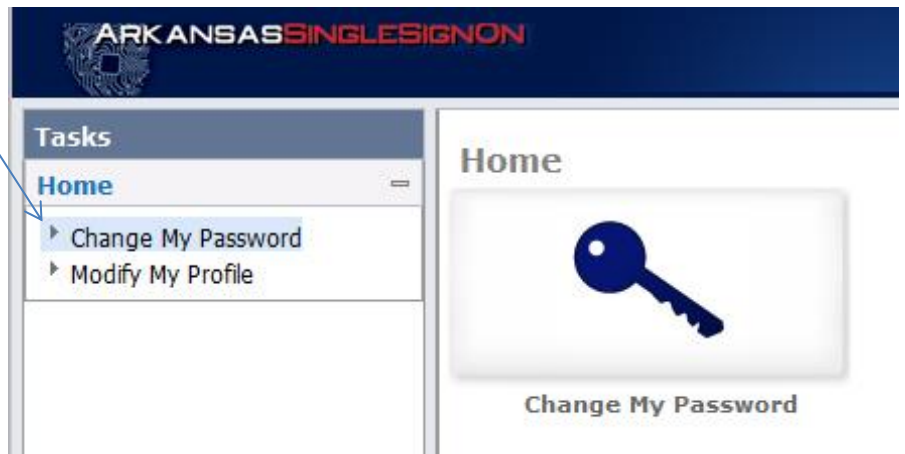 ARKANSASSINGLESIGNON
Tasks
Home
Change My Password
Modify My Profile
Home
Change My Password